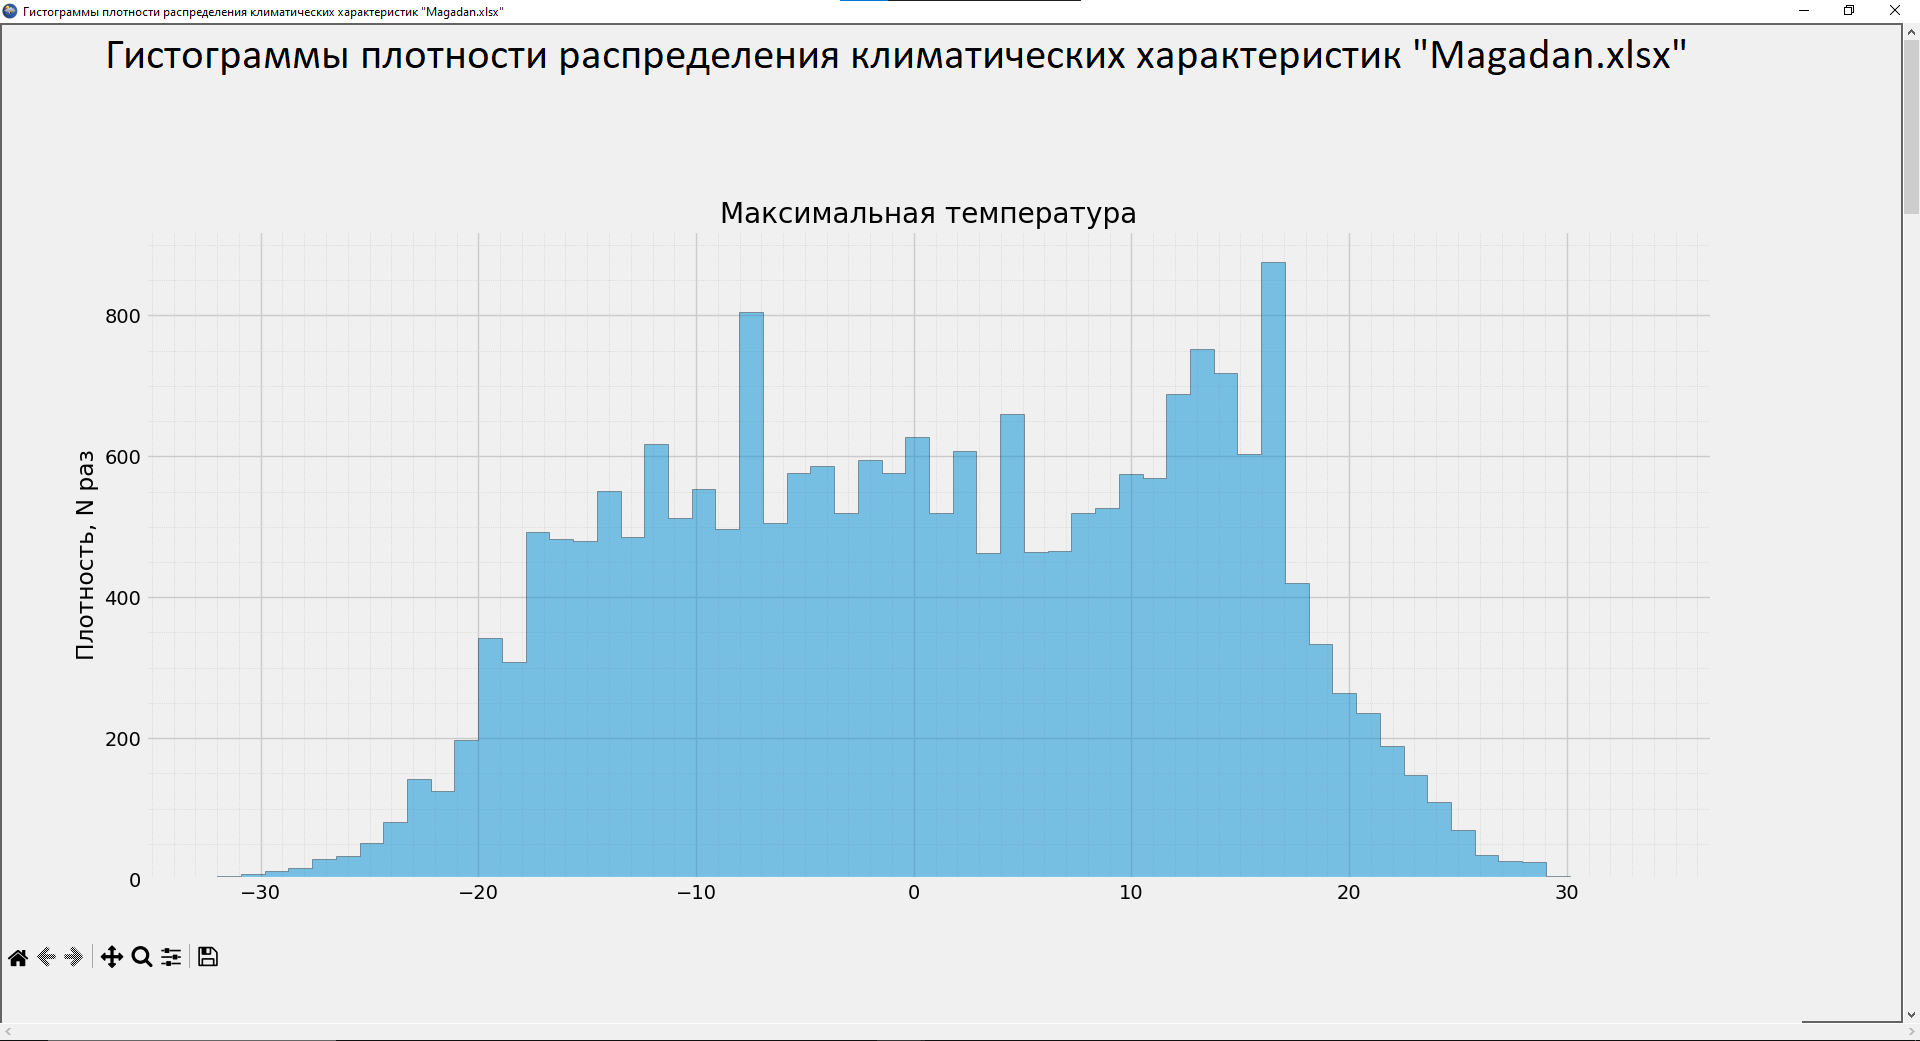 Гистограммы плотности распределения климатических характеристик "Magadan.xlsx"
Гистограммы плотности распределения климатических характеристик "Magadan.xlsx"
Максимальная температура
Плотность, N раз
800
600
400
200
0
−30 −20 −10 0 10 20 30